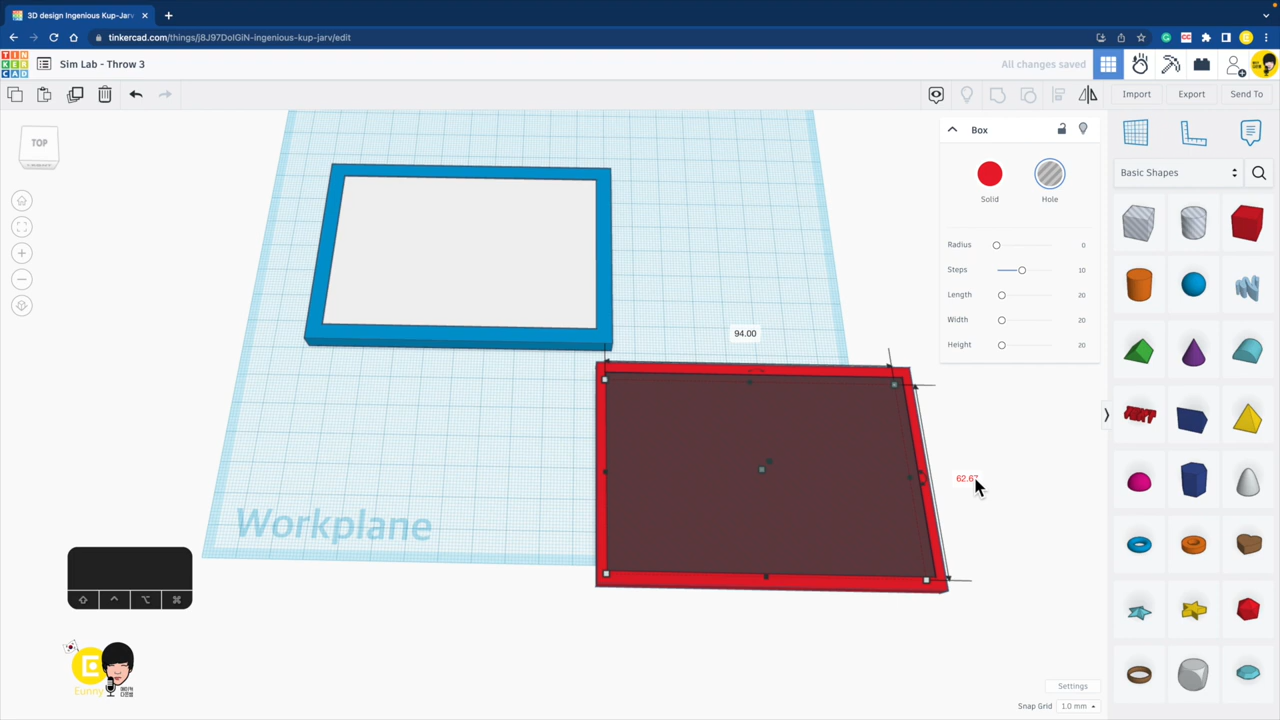 3D design Ingenious Kup-Jarv
tinkercad.com/things/j8J97DoIGiN-ingenious-kup-jarv/edit
TIN
KER
CAD
Sim Lab - Throw 3
All changes saved
Import
Export
Send To
TOP
Box
Solid
Hole
Radius 0
Steps 10
Length 20
Width 20
Height 20
Basic Shapes
94.00
62.67
Workplane
Eunny
Settings
Snap Grid 1.0 mm